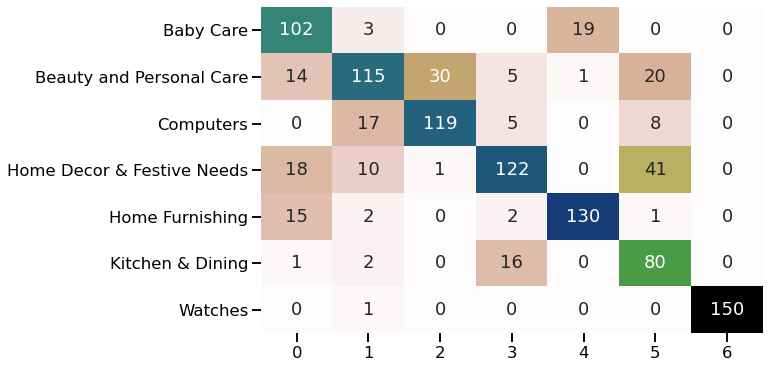 Baby Care 102 3 0 0 19 0 0
Beauty and Personal Care 14 115 30 5 1 20 0
Computers 0 17 119 5 0 8 0
Home Decor & Festive Needs 18 10 1 122 0 41 0
Home Furnishing 15 2 0 2 130 1 0
Kitchen & Dining 1 2 0 16 0 80 0
Watches 0 1 0 0 0 0 150
0 1 2 3 4 5 6